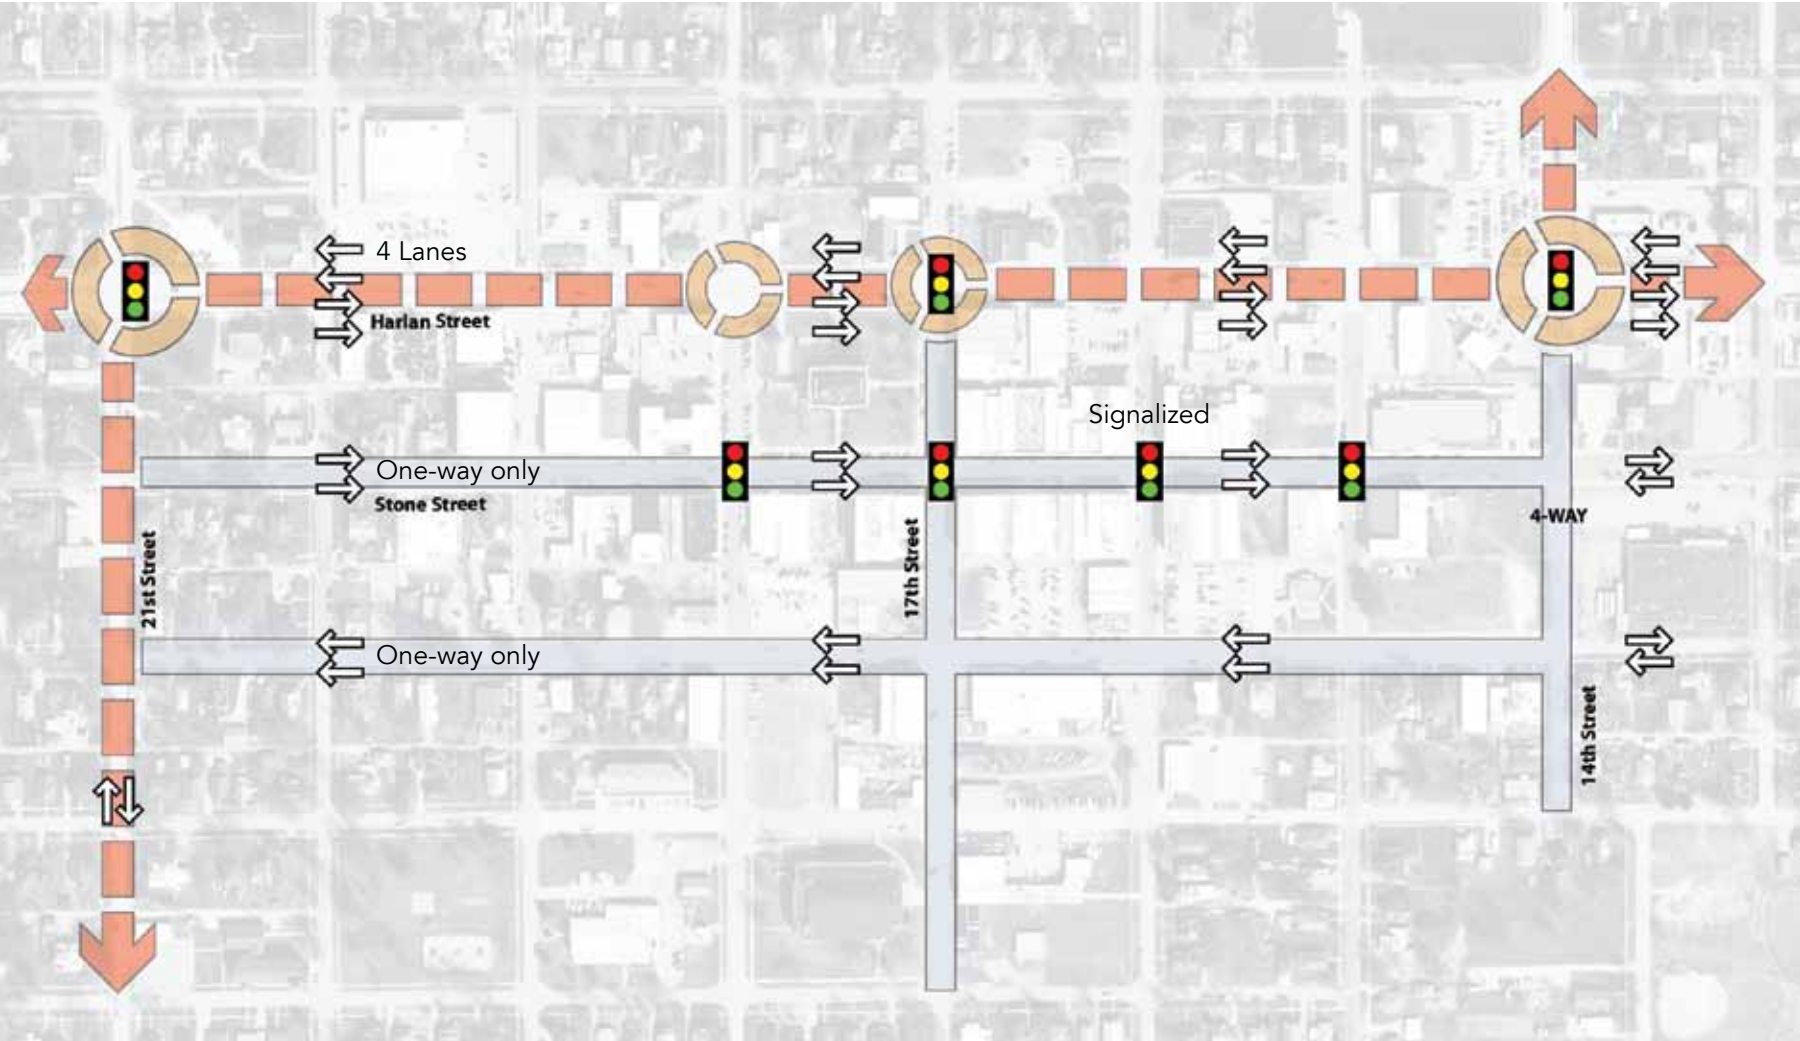 4 Lanes
Harlan Street
Signalized
One-way only
Stone Street
4-WAY
21st Street
17th Street
One-way only
14th Street